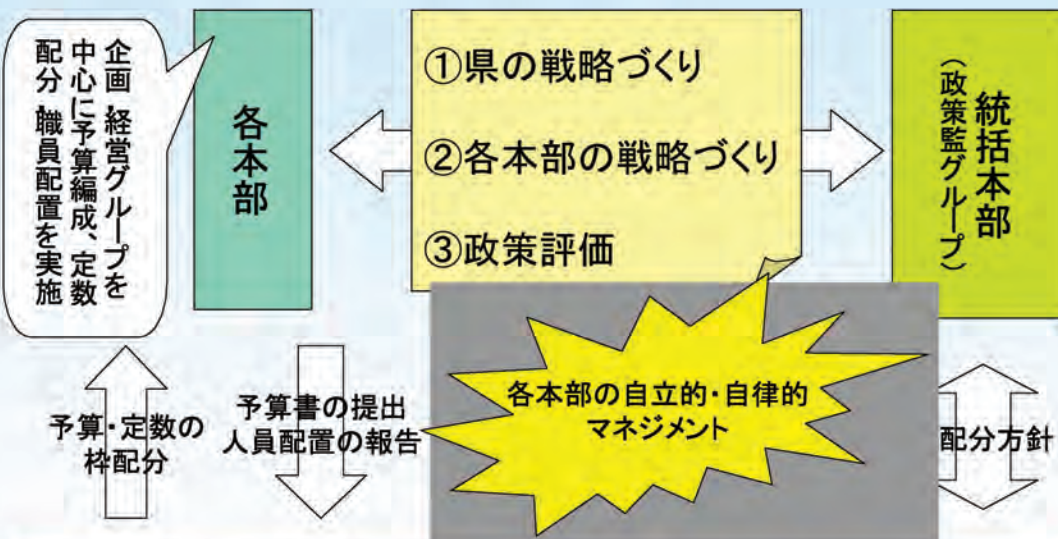 企画・経営グループを
中心に予算編成、定数
配分・職員配置を実施
各本部
①県の戦略づくり
②各本部の戦略づくり
③政策評価
統括本部
（政策監グループ）
予算・定数の
枠配分
予算書の提出
人員配置の報告
各本部の自立的・自律的
マネジメント
配分方針